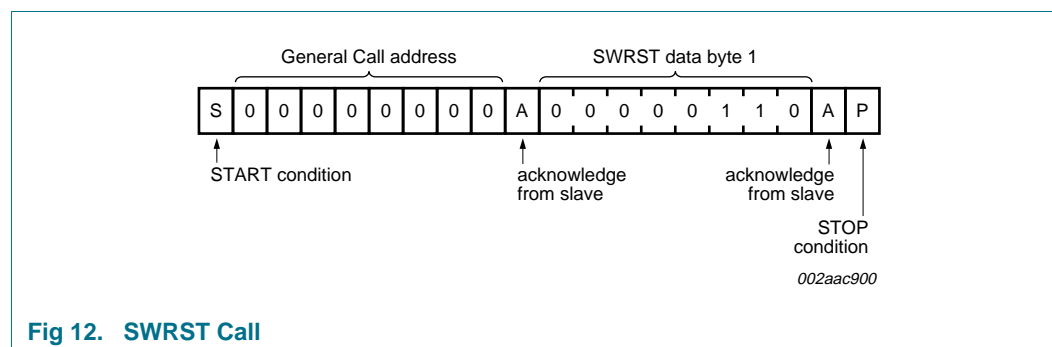 General Call address
SWRST data byte 1
S 0 0 0 0 0 0 0 0 A 0 0 0 0 0 1 1 0 A P
START condition
acknowledge
from slave
acknowledge
from slave
STOP
condition
002aac900
Fig 12. SWRST Call